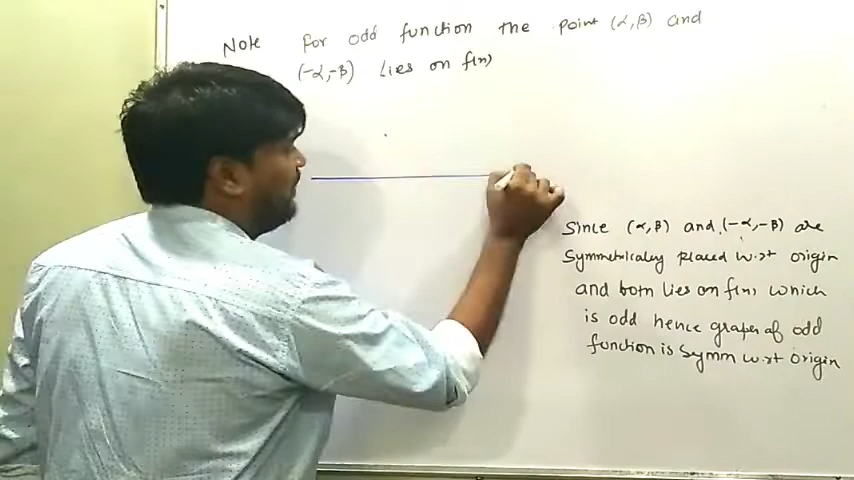 Note For odd function the point (α,β) and
(-α,-β) Lies on f(x)
Since (α,β) and (-α,-β) are
Symmetrically placed w.r.t origin
and both lies on f(x) which
is odd hence graph of odd
function is symm w.r.t origin